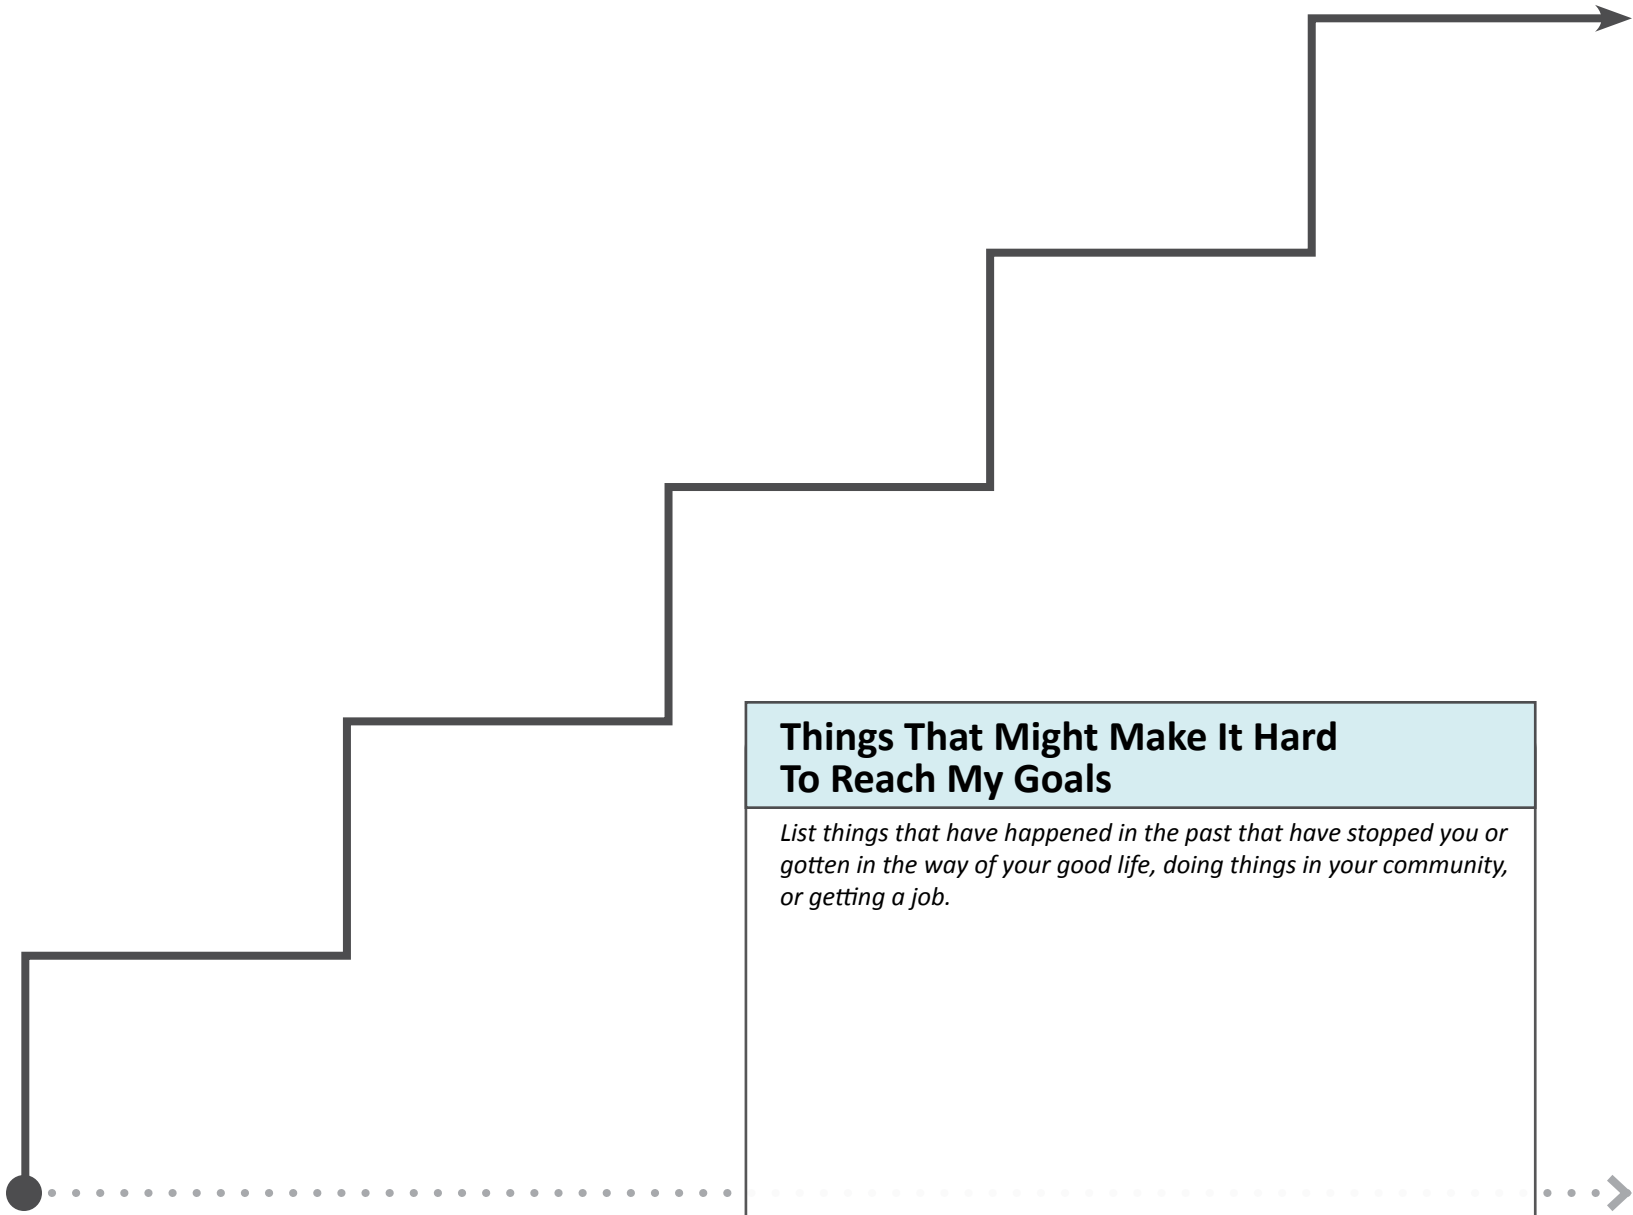 Things That Might Make It Hard
To Reach My Goals
List things that have happened in the past that have stopped you or
gotten in the way of your good life, doing things in your community,
or getting a job.